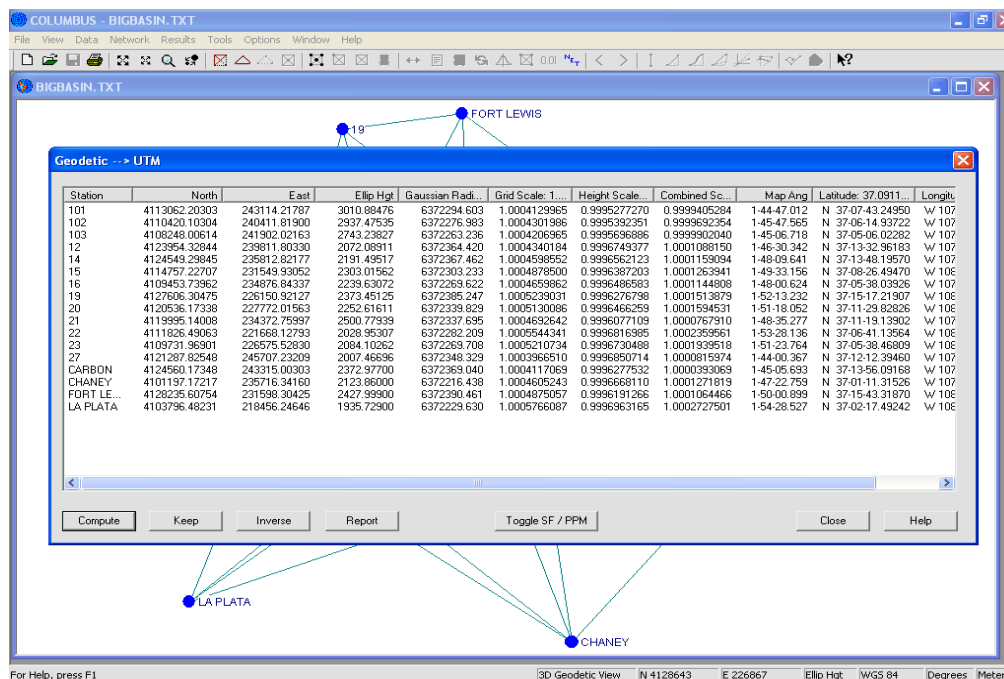 COLUMBUS - BIGBASIN.TXT
File View Data Network Results Tools Options Window Help
BIGBASIN.TXT
FORT LEWIS
19
Geodetic --> UTM
Station North East Ellip Hgt Gaussian Radi... Grid Scale: 1.... Height Scale... Combined Sc... Map Ang Latitude: 37.0911... Longitu
101 4113062.20303 243114.21787 3010.88476 6372294.603 1.0004129965 0.9995277270 0.9999405284 1-44-47.012 N 37-07-43.24950 W 107
102 4110420.10304 240411.81900 2937.47535 6372276.983 1.0004301986 0.9995392351 0.9999692354 1-45-47.565 N 37-06-14.93722 W 107
103 4108248.00614 241902.02163 2743.23827 6372263.236 1.0004206965 0.9995696886 0.9999902040 1-45-06.718 N 37-05-06.02282 W 107
12 4123954.32844 239811.80330 2072.08911 6372364.420 1.0004340184 0.9996749377 1.0001088150 1-46-30.342 N 37-13-32.96183 W 107
14 4124549.29845 235812.82177 2191.49517 6372367.462 1.0004598552 0.9996562123 1.0001159094 1-48-09.641 N 37-13-48.19570 W 107
15 4114757.22707 231549.93052 2303.01562 6372303.233 1.0004878500 0.9996387203 1.0001263941 1-49-33.156 N 37-08-26.49470 W 108
16 4109453.73962 234876.84337 2239.63072 6372269.622 1.0004659862 0.9996486583 1.0001144808 1-48-00.624 N 37-05-38.03926 W 107
19 4127606.30475 226150.92127 2373.45125 6372385.247 1.0005239031 0.9996276798 1.0001513879 1-52-13.232 N 37-15-17.21907 W 108
20 4120536.17338 227772.01563 2252.61611 6372339.829 1.0005130086 0.9996466259 1.0001594531 1-51-18.052 N 37-11-29.82826 W 108
21 4119995.14008 234372.75997 2500.77939 6372337.695 1.0004692642 0.9996077109 1.0000767910 1-48-35.277 N 37-11-19.13902 W 107
22 4111826.49063 221668.12793 2028.95307 6372282.209 1.0005544341 0.9996816985 1.0002359561 1-53-28.136 N 37-06-41.13564 W 108
23 4109731.96901 226575.52830 2084.10262 6372269.708 1.0005210734 0.9996730488 1.0001939518 1-51-23.764 N 37-05-38.46809 W 108
27 4121287.82548 245707.23209 2007.46696 6372348.329 1.0003966510 0.9996850714 1.0000815974 1-44-00.367 N 37-12-12.39460 W 107
CARBON 4124560.17348 243315.00303 2372.97700 6372369.040 1.0004117069 0.9996277532 1.0000393069 1-45-05.693 N 37-13-56.09168 W 107
CHANEY 4101197.17217 235716.34160 2123.86000 6372216.438 1.0004605243 0.9996668110 1.0001271819 1-47-22.759 N 37-01-11.31526 W 107
FORT LE... 4128235.60754 231598.30425 2427.99900 6372390.461 1.0004875057 0.9996191266 1.0001064466 1-50-00.899 N 37-15-43.31870 W 108
LA PLATA 4103796.48231 218456.24646 1935.72900 6372229.630 1.0005766087 0.9996963165 1.0002727501 1-54-28.527 N 37-02-17.49242 W 108
Compute Keep Inverse Report Toggle SF / PPM Close Help
LA PLATA
CHANEY
For Help, press F1 3D Geodetic View N 4128643 E 226867 Ellip Hgt WGS 84 Degrees Meter